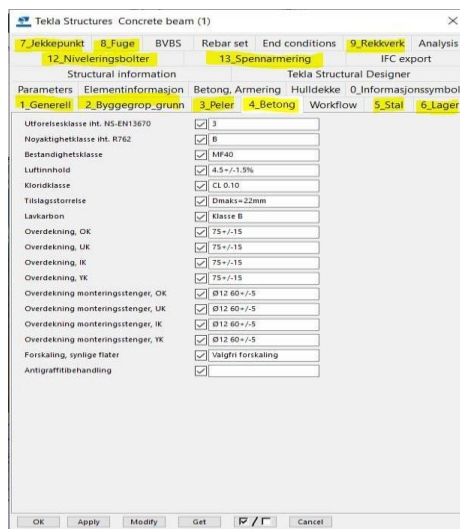 Tekla Structures Concrete beam (1)
7_Jekkepunkt 8_Fuge BVBS Rebar set End conditions 9_Rekkverk Analysis
12_Niveleringsbolter 13_Spennarmering IFC export
Structural information Tekla Structural Designer
Parameters Elementinformasjon Betong, Armering Hulldekke 0_Informasjonssymbol
1_Generell 2_Byggegrop_grunn 3_Peler 4_Betong Workflow 5_Stal 6_Lager
Utforelsesklasse iht. NS-EN13670 3
Noyaktighetklasse iht. R762 B
Bestandighetsklasse MF40
Luftinnhold 4.5+/-1.5%
Kloridklasse CL 0.10
Tilslagsstorrelse Dmaks=22mm
Lavkarbon Klasse B
Overdekning, OK 75+/-15
Overdekning, UK 75+/-15
Overdekning, IK 75+/-15
Overdekning, YK 75+/-15
Overdekning monteringsstenger, OK Ø12 60+/-5
Overdekning monteringsstenger, UK Ø12 60+/-5
Overdekning monteringsstenger, IK Ø12 60+/-5
Overdekning monteringsstenger, YK Ø12 60+/-5
Forskaling, synlige flater Valgfri forskaling
Antigraffitibehandling
OK Apply Modify Get / Cancel